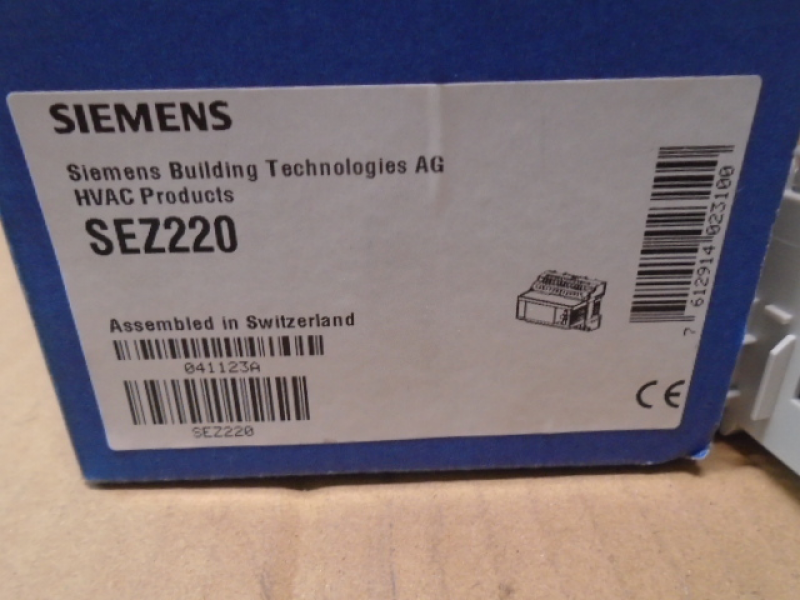 SIEMENS
Siemens Building Technologies AG
HVAC Products
SEZ220
Assembled in Switzerland
041123A
SEZ220
7 612914 023100
CE